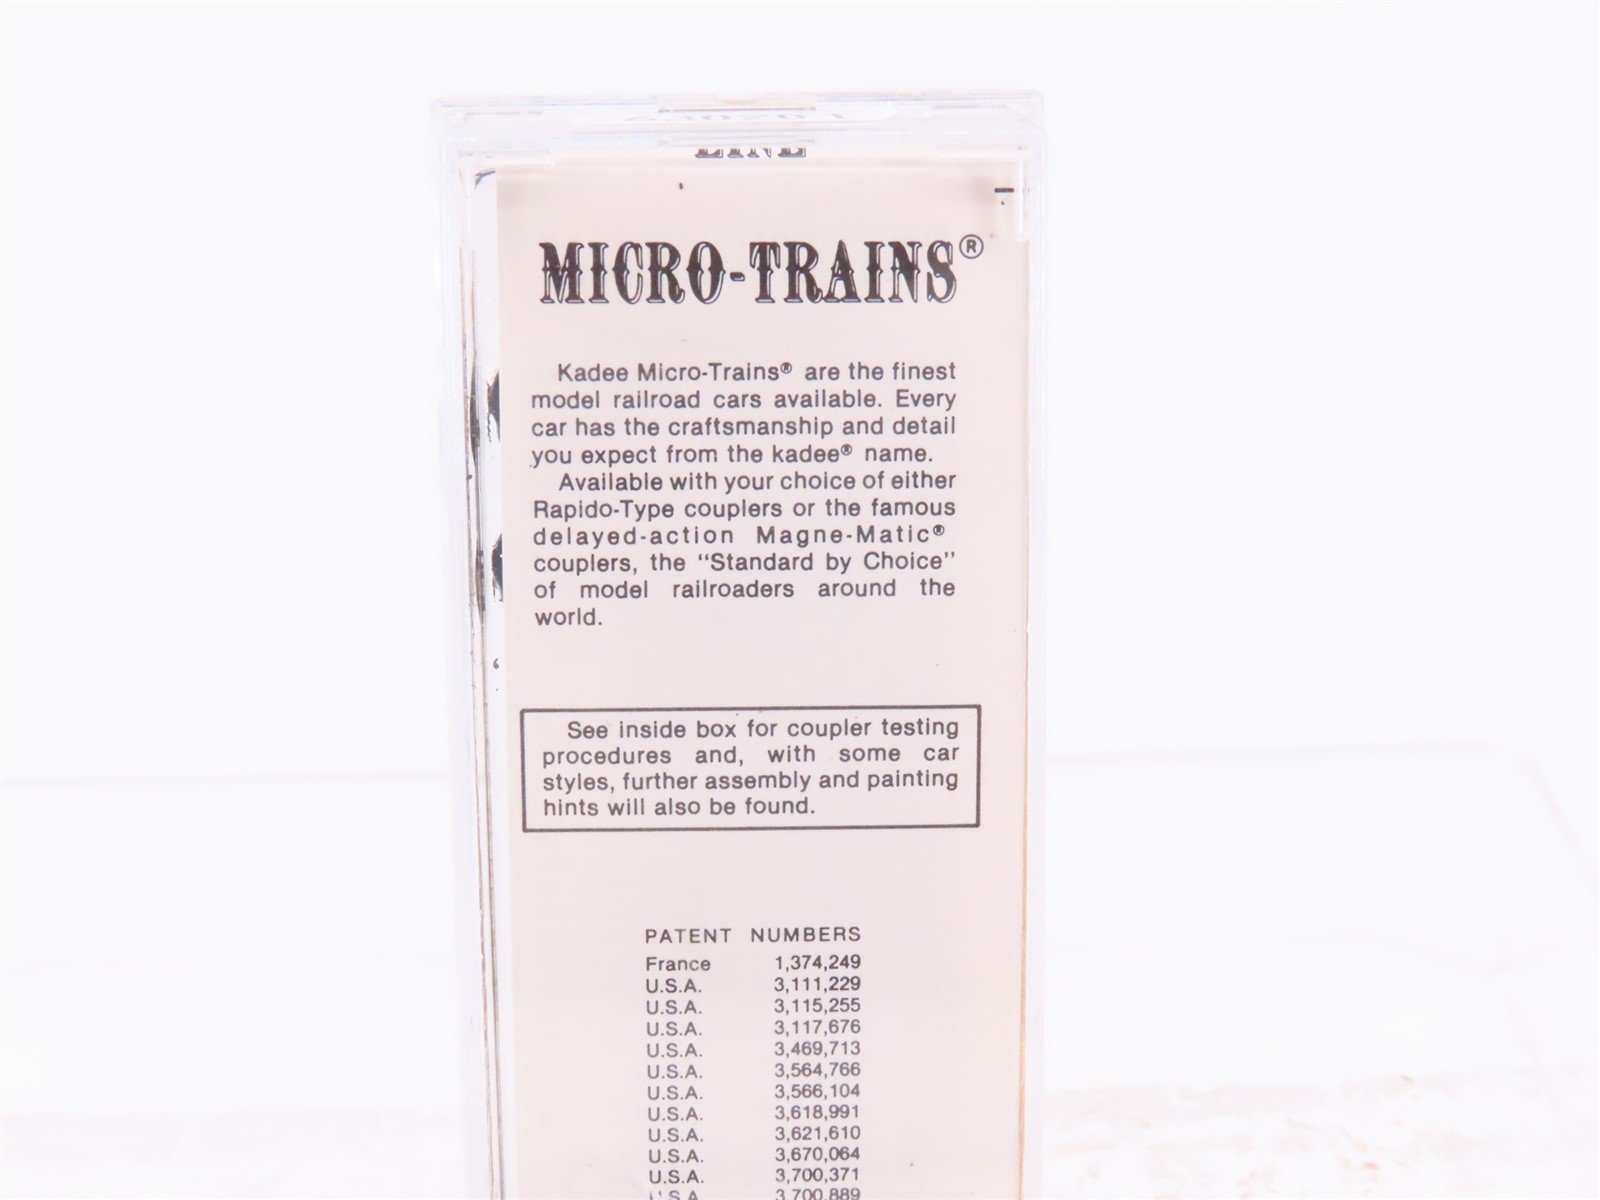 LINE
MICRO-TRAINS®
Kadee Micro-Trains® are the finest
model railroad cars available. Every
car has the craftsmanship and detail
you expect from the kadee® name.
Available with your choice of either
Rapido-Type couplers or the famous
delayed-action Magne-Matic®
couplers, the "Standard by Choice"
of model railroaders around the
world.
See inside box for coupler testing
procedures and, with some car
styles, further assembly and painting
hints will also be found.
PATENT NUMBERS
France 1,374,249
U.S.A. 3,111,229
U.S.A. 3,115,255
U.S.A. 3,117,676
U.S.A. 3,469,713
U.S.A. 3,564,766
U.S.A. 3,566,104
U.S.A. 3,618,991
U.S.A. 3,621,610
U.S.A. 3,670,064
U.S.A. 3,700,371
U.S.A. 3,700,889